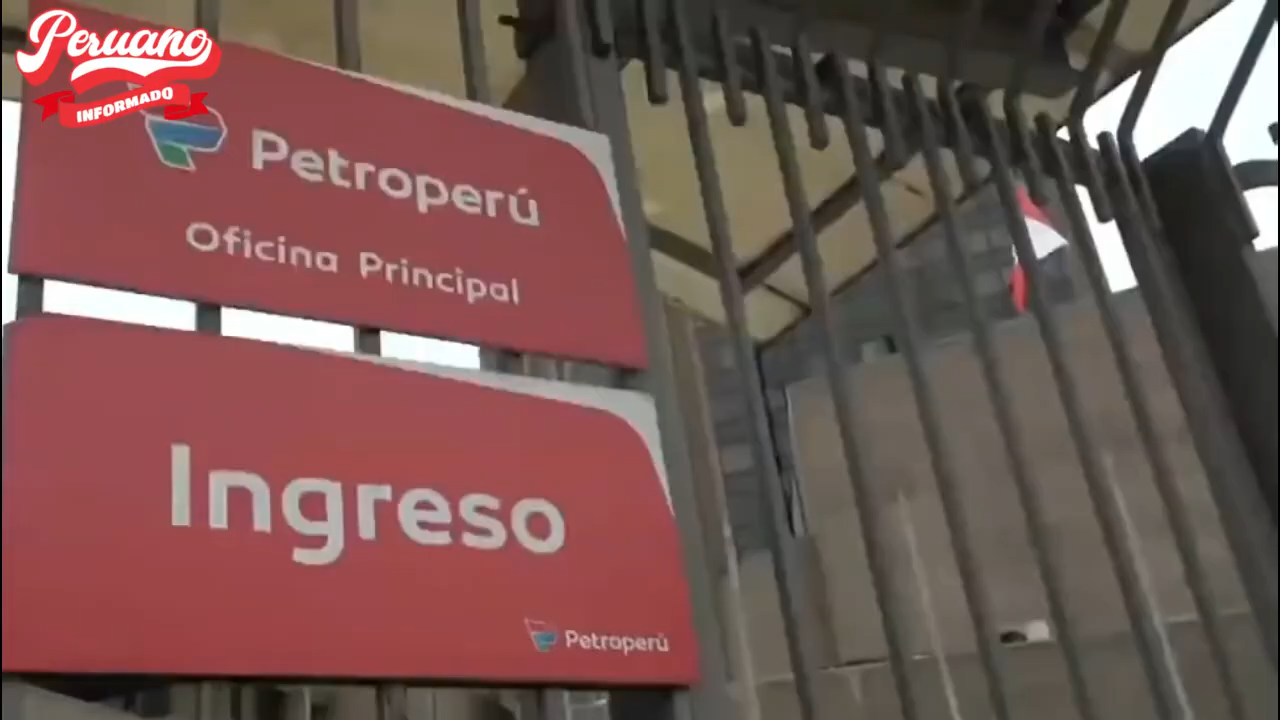 Peruano
INFORMADO
Petroperú
Oficina Principal
Ingreso
Petroperú